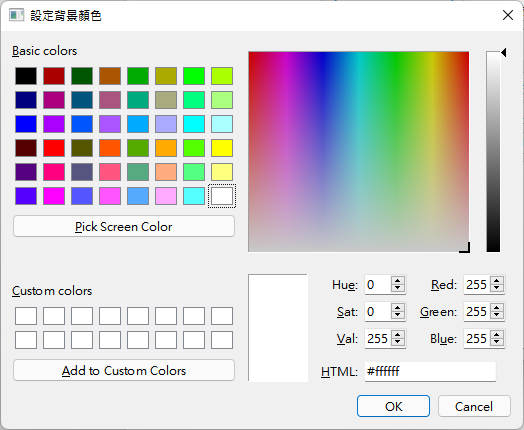 設定背景顏色
Basic colors
Pick Screen Color
Custom colors
Add to Custom Colors
Hue: 0 Red: 255
Sat: 0 Green: 255
Val: 255 Blue: 255
HTML: #ffffff
OK Cancel